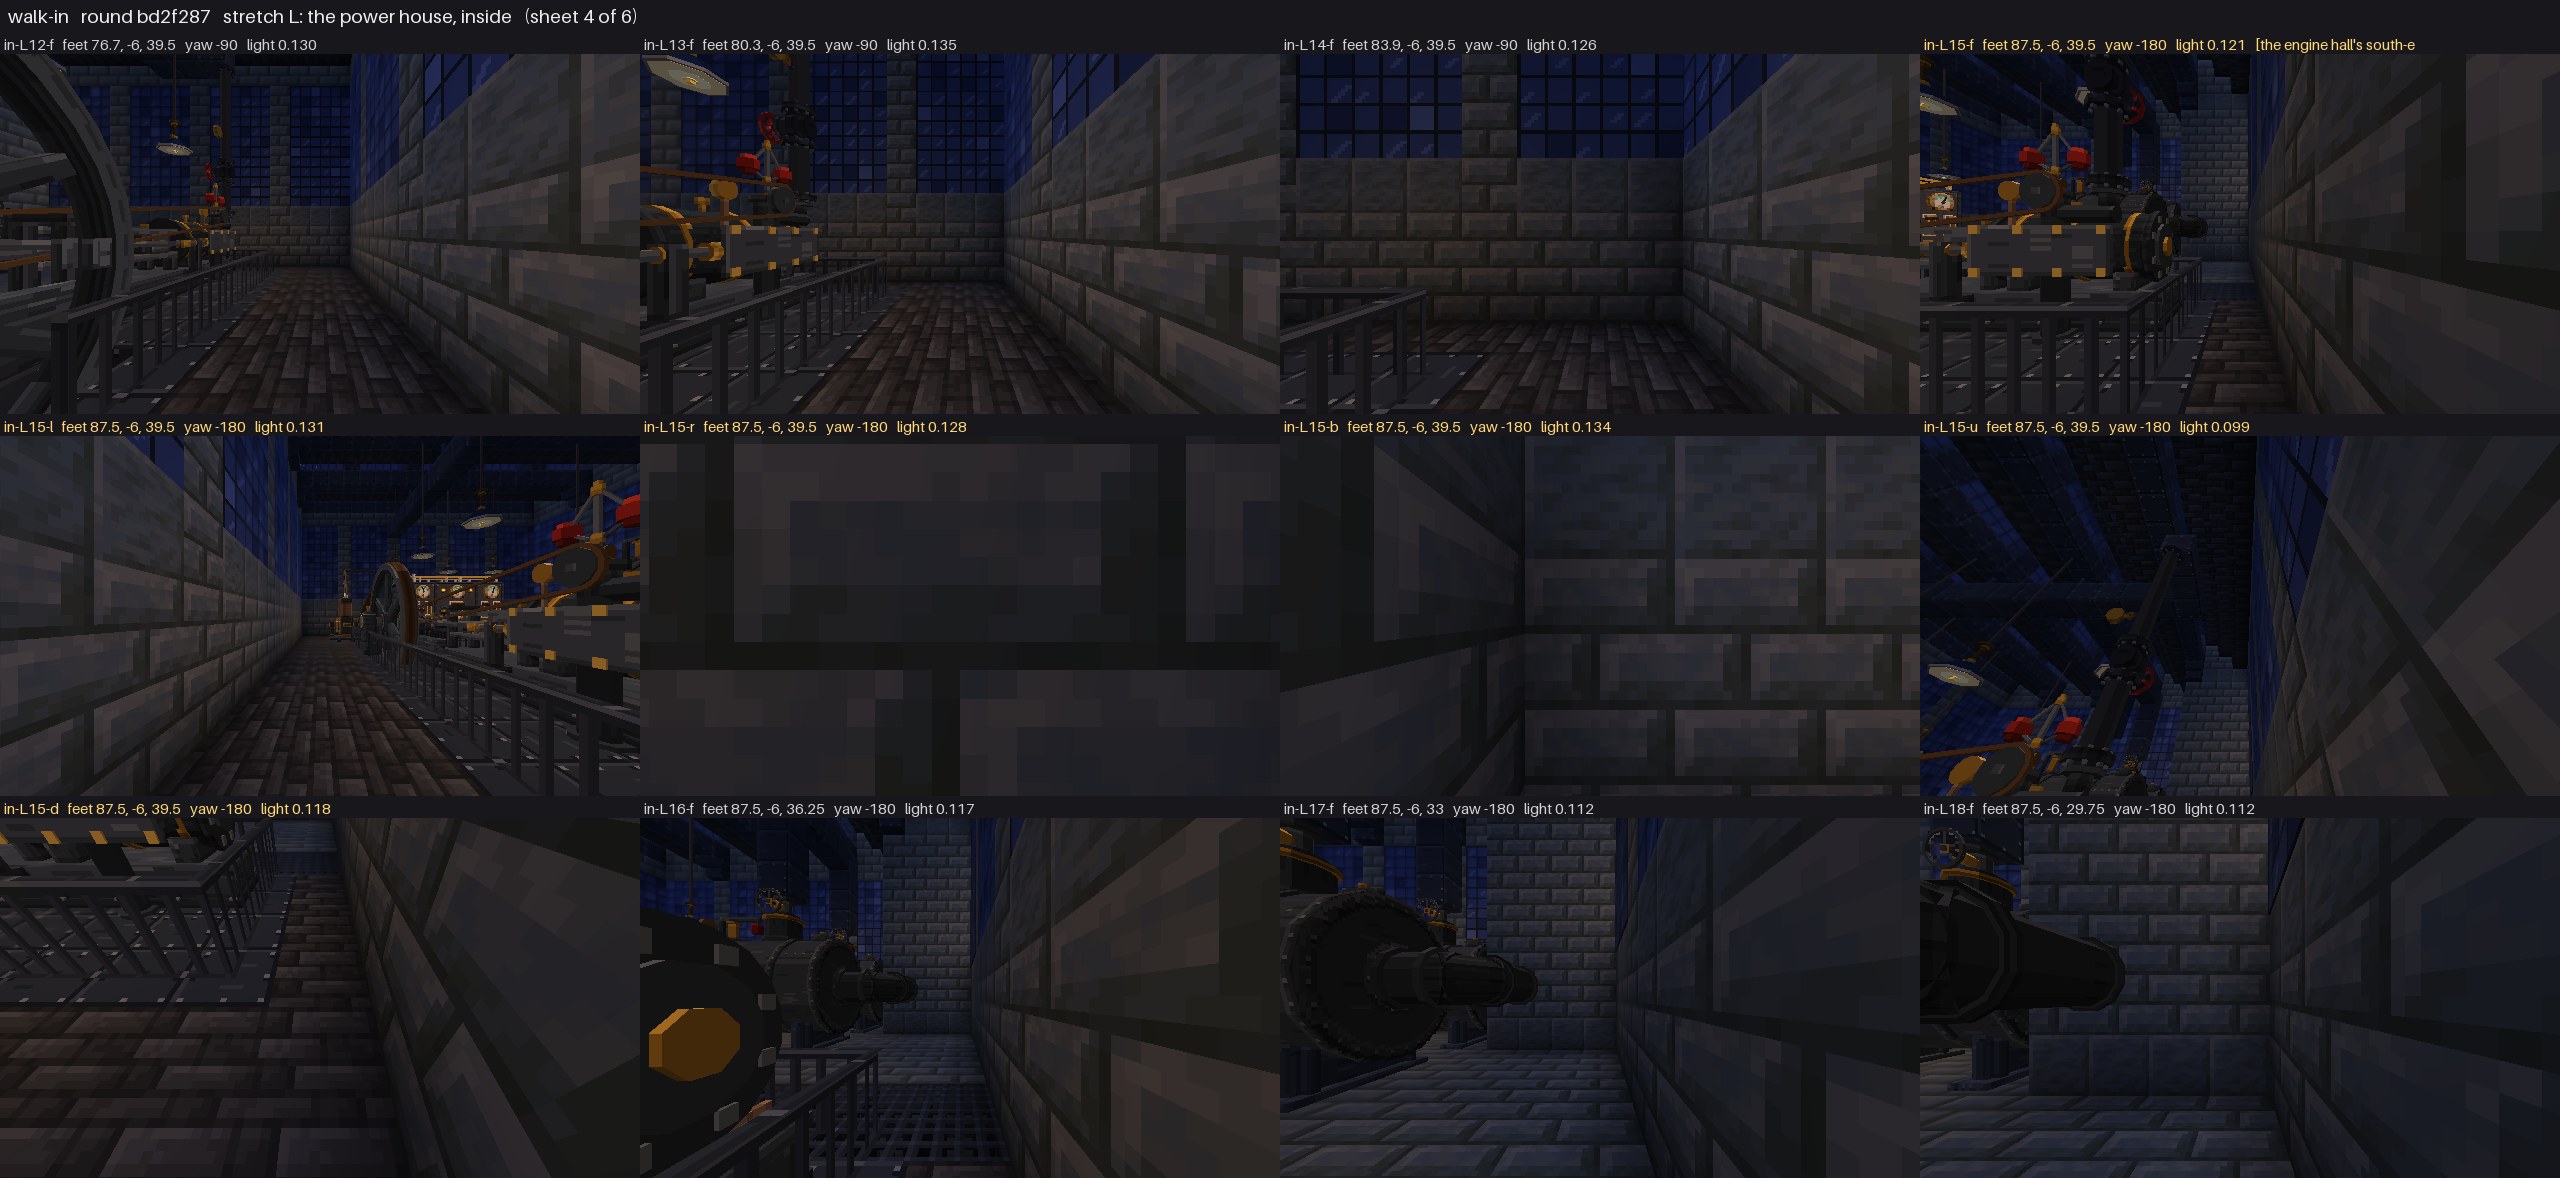 walk-in   round bd2f287   stretch L: the power house, inside   (sheet 4 of 6)
in-L12-f  feet 76.7, -6, 39.5   yaw -90   light 0.130
in-L13-f  feet 80.3, -6, 39.5   yaw -90   light 0.135
in-L14-f  feet 83.9, -6, 39.5   yaw -90   light 0.126
in-L15-f  feet 87.5, -6, 39.5   yaw -180   light 0.121   [the engine hall's south-e
in-L15-l  feet 87.5, -6, 39.5   yaw -180   light 0.131
in-L15-r  feet 87.5, -6, 39.5   yaw -180   light 0.128
in-L15-b  feet 87.5, -6, 39.5   yaw -180   light 0.134
in-L15-u  feet 87.5, -6, 39.5   yaw -180   light 0.099
in-L15-d  feet 87.5, -6, 39.5   yaw -180   light 0.118
in-L16-f  feet 87.5, -6, 36.25   yaw -180   light 0.117
in-L17-f  feet 87.5, -6, 33   yaw -180   light 0.112
in-L18-f  feet 87.5, -6, 29.75   yaw -180   light 0.112